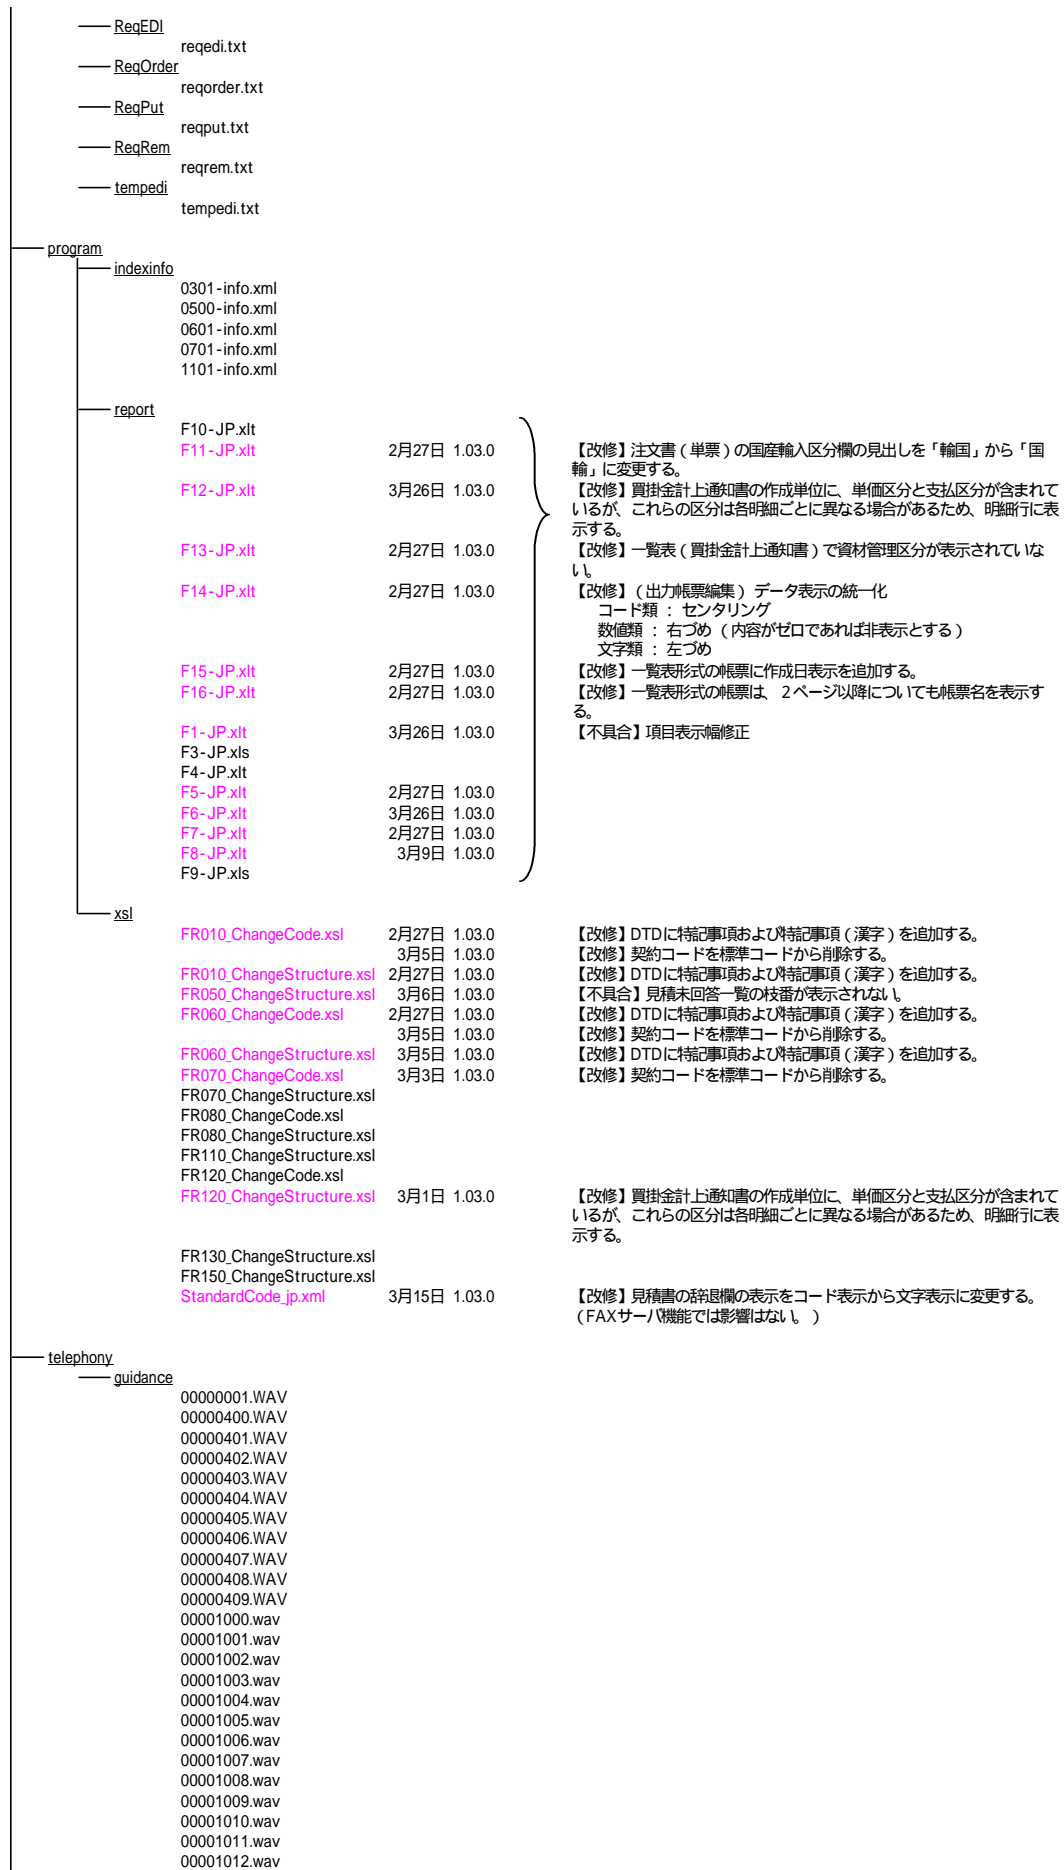 ReqEDI
reqedi.txt
ReqOrder
reqorder.txt
ReqPut
reqput.txt
ReqRem
reqrem.txt
tempedi
tempedi.txt
program
indexinfo
0301-info.xml
0500-info.xml
0601-info.xml
0701-info.xml
1101-info.xml
report
F10-JP.xlt
F11-JP.xlt 2月27日 1.03.0 【改修】注文書(単票)の国産輸入区分欄の見出しを「輸国」から「国
輸」に変更する。
F12-JP.xlt 3月26日 1.03.0 【改修】買掛金計上通知書の作成単位に、単価区分と支払区分が含まれて
いるが、これらの区分は各明細ごとに異なる場合があるため、明細行に表
示する。
F13-JP.xlt 2月27日 1.03.0 【改修】一覧表(買掛金計上通知書)で資材管理区分が表示されていな
い。
F14-JP.xlt 2月27日 1.03.0 【改修】(出力帳票編集) データ表示の統一化
コード類 : センタリング
数値類 : 右づめ (内容がゼロであれば非表示とする)
文字類 : 左づめ
F15-JP.xlt 2月27日 1.03.0 【改修】一覧表形式の帳票に作成日表示を追加する。
F16-JP.xlt 2月27日 1.03.0 【改修】一覧表形式の帳票は、2ページ以降についても帳票名を表示す
る。
F1-JP.xlt 3月26日 1.03.0 【不具合】項目表示幅修正
F3-JP.xls
F4-JP.xlt
F5-JP.xlt 2月27日 1.03.0
F6-JP.xlt 3月26日 1.03.0
F7-JP.xlt 2月27日 1.03.0
F8-JP.xlt 3月9日 1.03.0
F9-JP.xls
xsl
FR010_ChangeCode.xsl 2月27日 1.03.0 【改修】DTDに特記事項および特記事項(漢字)を追加する。
3月5日 1.03.0 【改修】契約コードを標準コードから削除する。
FR010_ChangeStructure.xsl 2月27日 1.03.0 【改修】DTDに特記事項および特記事項(漢字)を追加する。
FR050_ChangeStructure.xsl 3月6日 1.03.0 【不具合】見積未回答一覧の枝番が表示されない。
FR060_ChangeCode.xsl 2月27日 1.03.0 【改修】DTDに特記事項および特記事項(漢字)を追加する。
3月5日 1.03.0 【改修】契約コードを標準コードから削除する。
FR060_ChangeStructure.xsl 3月5日 1.03.0 【改修】DTDに特記事項および特記事項(漢字)を追加する。
FR070_ChangeCode.xsl 3月3日 1.03.0 【改修】契約コードを標準コードから削除する。
FR070_ChangeStructure.xsl
FR080_ChangeCode.xsl
FR080_ChangeStructure.xsl
FR110_ChangeStructure.xsl
FR120_ChangeCode.xsl
FR120_ChangeStructure.xsl 3月1日 1.03.0 【改修】買掛金計上通知書の作成単位に、単価区分と支払区分が含まれて
いるが、これらの区分は各明細ごとに異なる場合があるため、明細行に表
示する。
FR130_ChangeStructure.xsl
FR150_ChangeStructure.xsl
StandardCode_jp.xml 3月15日 1.03.0 【改修】見積書の辞退欄の表示をコード表示から文字表示に変更する。
(FAXサーバ機能では影響はない。)
telephony
guidance
00000001.WAV
00000400.WAV
00000401.WAV
00000402.WAV
00000403.WAV
00000404.WAV
00000405.WAV
00000406.WAV
00000407.WAV
00000408.WAV
00000409.WAV
00001000.wav
00001001.wav
00001002.wav
00001003.wav
00001004.wav
00001005.wav
00001006.wav
00001007.wav
00001008.wav
00001009.wav
00001010.wav
00001011.wav
00001012.wav